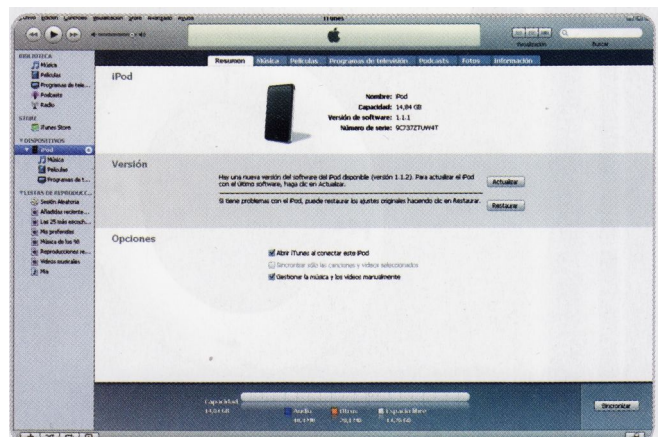 Archivo Edición Controles Visualización Store Avanzado Ayuda
iTunes
Visualización
Buscar
BIBLIOTECA
Música
Películas
Programas de tele...
Podcasts
Radio
STORE
iTunes Store
DISPOSITIVOS
iPod
Música
Películas
Programas de t...
LISTAS DE REPRODUCC...
Sesión Aleatoria
Añadidas reciente...
Las 25 más escuch...
Mis preferidas
Música de los 90
Reproducciones re...
Vídeos musicales
Mia
Resumen Música Películas Programas de televisión Podcasts Fotos Información
iPod
Nombre: iPod
Capacidad: 14,84 GB
Versión de software: 1.1.1
Número de serie: 9C737ZTUW4T
Versión
Hay una nueva versión del software del iPod disponible (versión 1.1.2). Para actualizar el iPod
con el último software, haga clic en Actualizar.
Actualizar
Si tiene problemas con el iPod, puede restaurar los ajustes originales haciendo clic en Restaurar.
Restaurar
Opciones
Abrir iTunes al conectar este iPod
Sincronizar sólo las canciones y vídeos seleccionados
Gestionar la música y los vídeos manualmente
Capacidad
14,84 GB
Audio
Otros
Espacio libre
Sincronizar